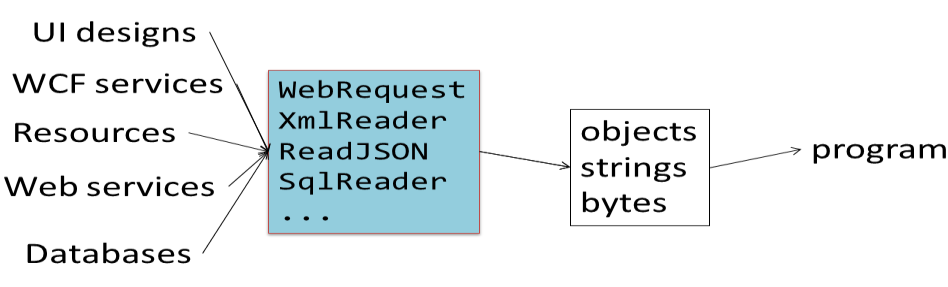 UI designs
WCF services
Resources
Web services
Databases
WebRequest
XmlReader
ReadJSON
SqlReader
...
objects
strings
bytes
program